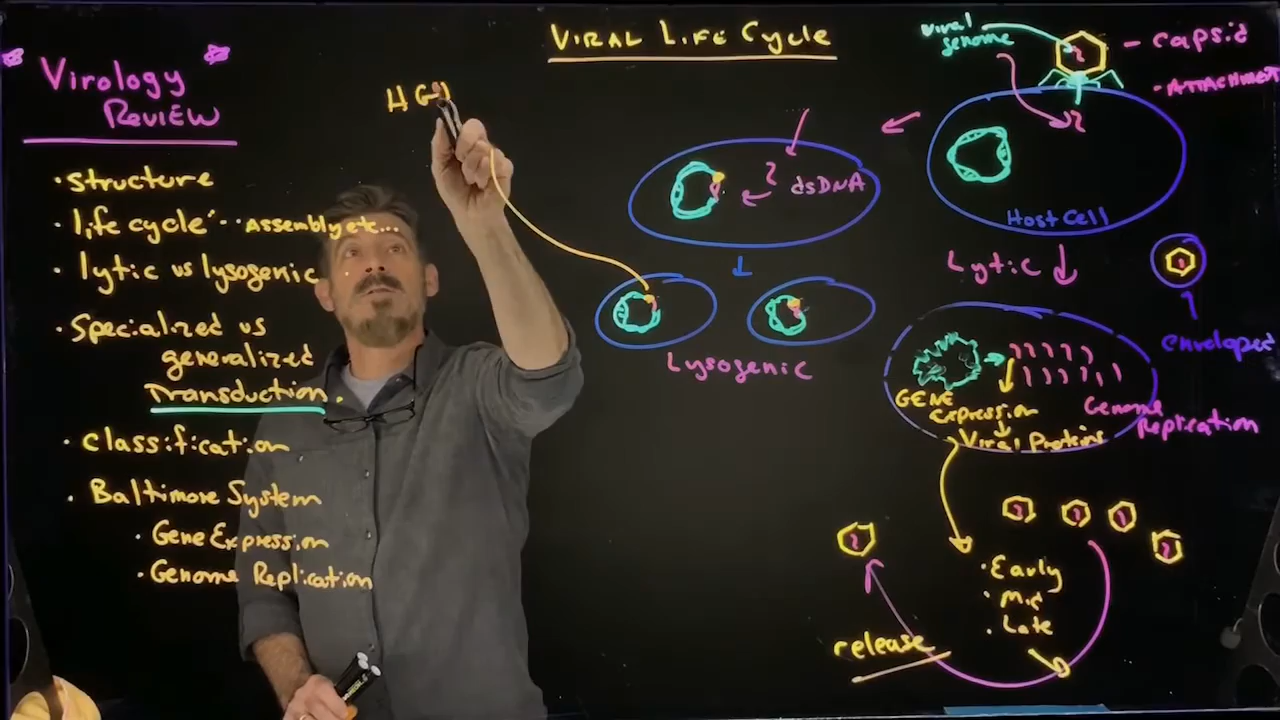 Virology
REVIEW
• structure
• life cycle - - Assembly etc...
• lytic vs lysogenic
• Specialized vs
generalized
Transduction.
• Classification
• Baltimore System
• Gene Expression
• Genome Replication
VIRAL LIFE CYCLE
viral
genome
- capsid
- ATTACHMENT
Host Cell
dsDNA
Lysogenic
Lytic
enveloped
GENE
Expression
Viral Proteins
Genome
Replication
• Early
• Mid
• Late
release